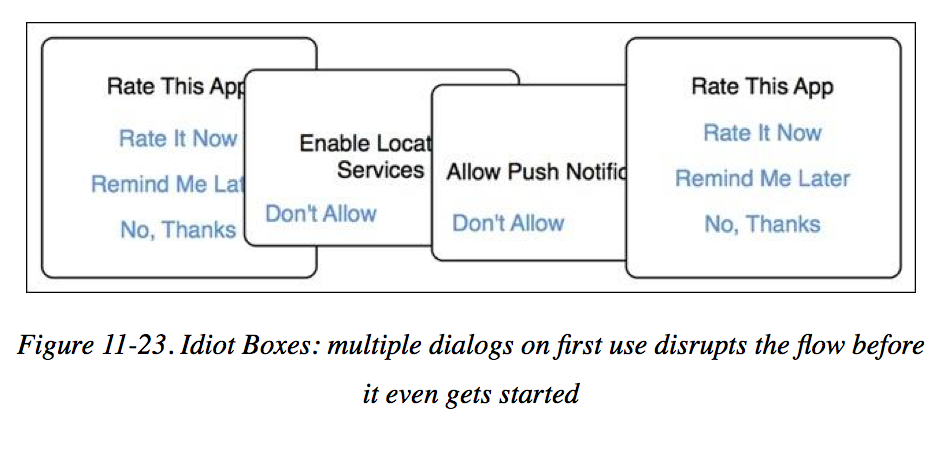 Rate This App
Rate It Now
Remind Me Lat
No, Thanks
Enable Locat
Services
Don't Allow
Allow Push Notific
Don't Allow
Rate This App
Rate It Now
Remind Me Later
No, Thanks
Figure 11-23. Idiot Boxes: multiple dialogs on first use disrupts the flow before
it even gets started